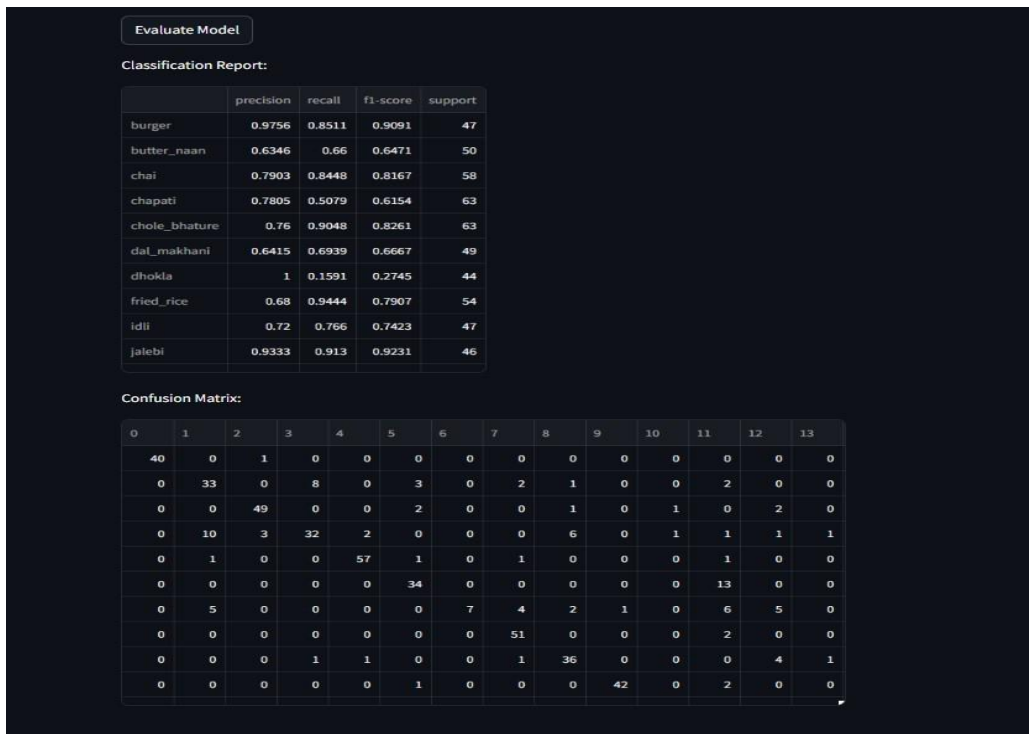 Evaluate Model
Classification Report:
precision recall f1-score support
burger 0.9756 0.8511 0.9091 47
butter_naan 0.6346 0.66 0.6471 50
chai 0.7903 0.8448 0.8167 58
chapati 0.7805 0.5079 0.6154 63
chole_bhature 0.76 0.9048 0.8261 63
dal_makhani 0.6415 0.6939 0.6667 49
dhokla 1 0.1591 0.2745 44
fried_rice 0.68 0.9444 0.7907 54
idli 0.72 0.766 0.7423 47
jalebi 0.9333 0.913 0.9231 46
Confusion Matrix:
0 1 2 3 4 5 6 7 8 9 10 11 12 13
40 0 1 0 0 0 0 0 0 0 0 0 0 0
0 33 0 8 0 3 0 2 1 0 0 2 0 0
0 0 49 0 0 2 0 0 1 0 1 0 2 0
0 10 3 32 2 0 0 0 6 0 1 1 1 1
0 1 0 0 57 1 0 1 0 0 0 1 0 0
0 0 0 0 0 34 0 0 0 0 0 13 0 0
0 5 0 0 0 0 7 4 2 1 0 6 5 0
0 0 0 0 0 0 0 51 0 0 0 2 0 0
0 0 0 1 1 0 0 1 36 0 0 0 4 1
0 0 0 0 0 1 0 0 0 42 0 2 0 0